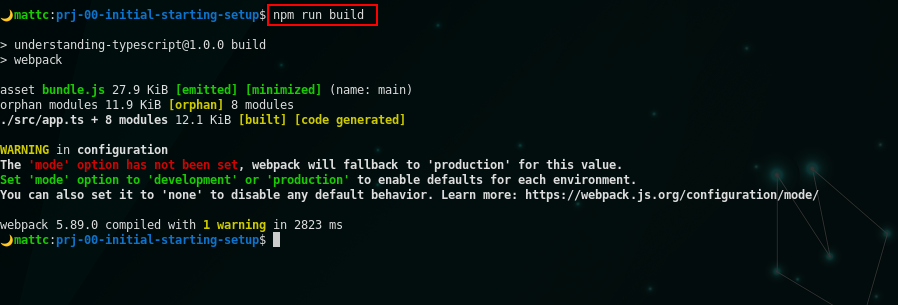 🌙mattc:prj-00-initial-starting-setup$ npm run build
> understanding-typescript@1.0.0 build
> webpack
asset bundle.js 27.9 KiB [emitted] [minimized] (name: main)
orphan modules 11.9 KiB [orphan] 8 modules
./src/app.ts + 8 modules 12.1 KiB [built] [code generated]
WARNING in configuration
The 'mode' option has not been set, webpack will fallback to 'production' for this value.
Set 'mode' option to 'development' or 'production' to enable defaults for each environment.
You can also set it to 'none' to disable any default behavior. Learn more: https://webpack.js.org/configuration/mode/
webpack 5.89.0 compiled with 1 warning in 2823 ms
🌙mattc:prj-00-initial-starting-setup$